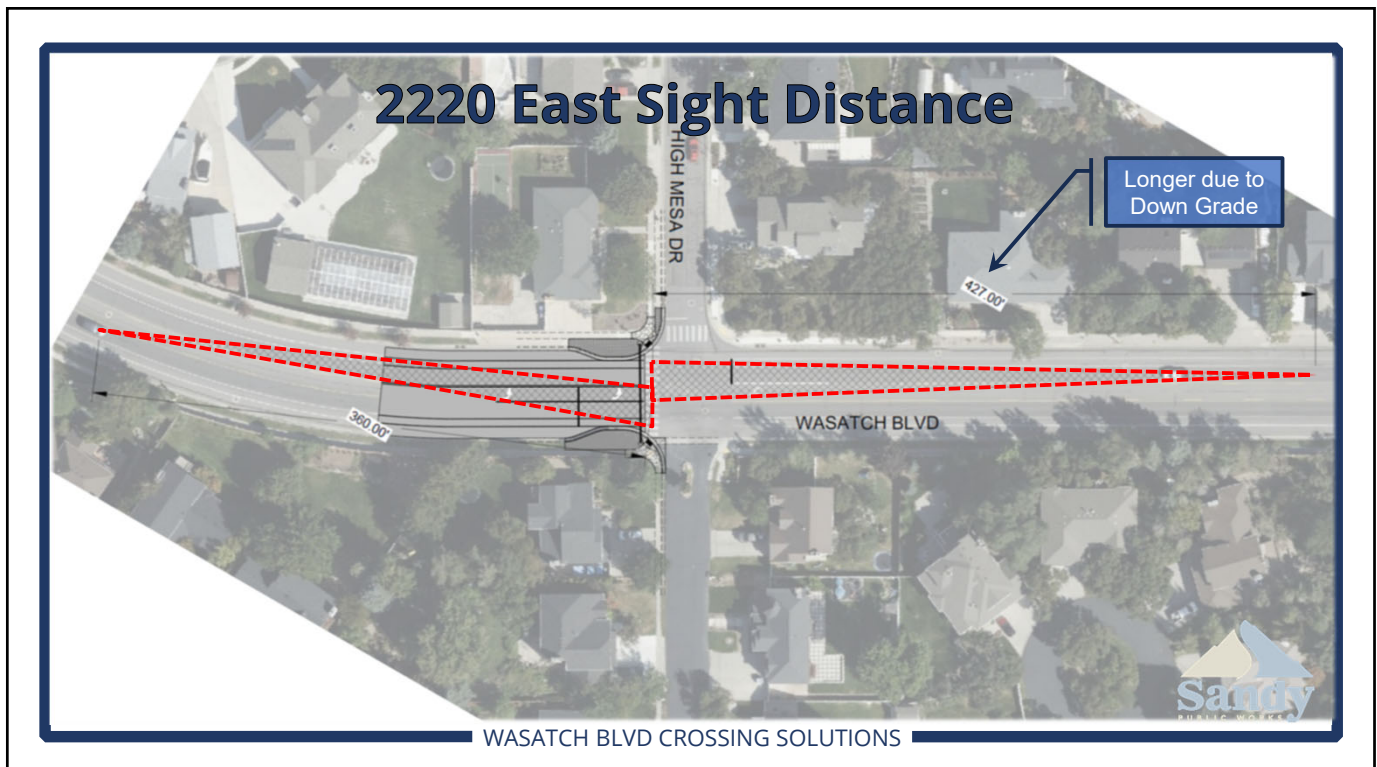 2220 East Sight Distance
HIGH MESA DR
Longer due to
Down Grade
427.00'
360.00'
WASATCH BLVD
Sandy
PUBLIC WORKS
WASATCH BLVD CROSSING SOLUTIONS